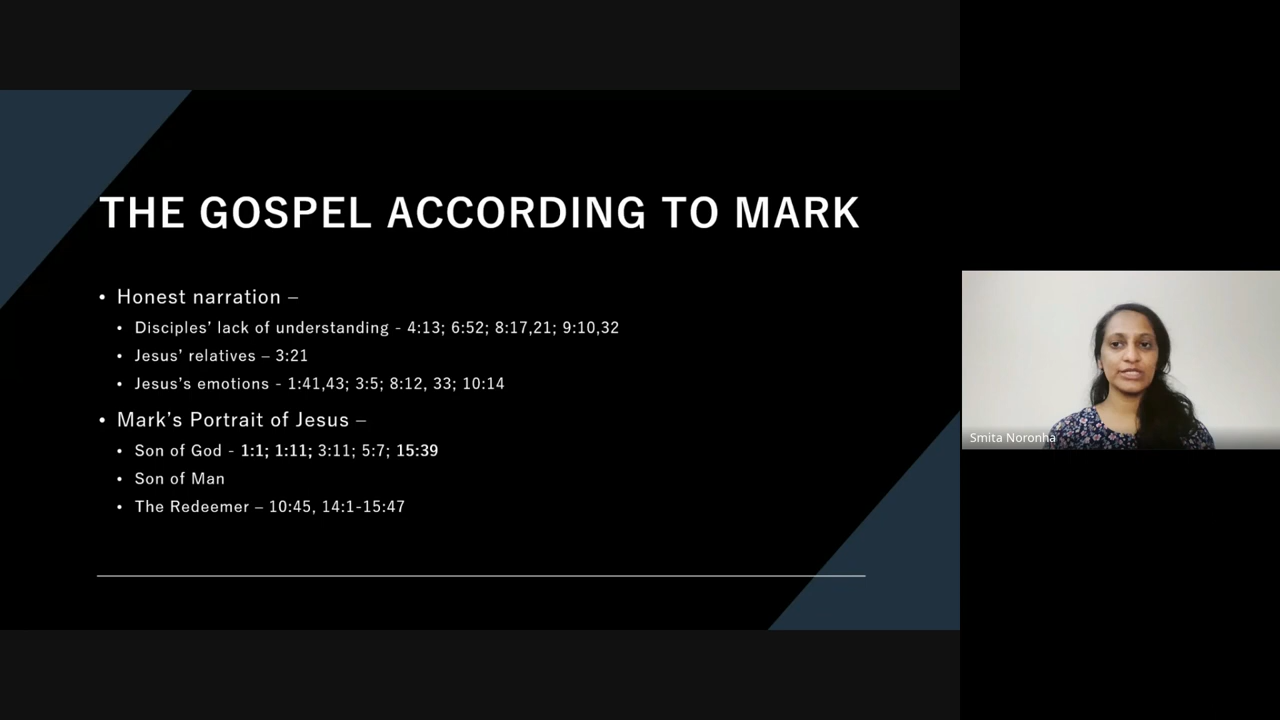 THE GOSPEL ACCORDING TO MARK
• Honest narration –
• Disciples' lack of understanding - 4:13; 6:52; 8:17,21; 9:10,32
• Jesus' relatives – 3:21
• Jesus's emotions - 1:41,43; 3:5; 8:12, 33; 10:14
• Mark's Portrait of Jesus –
• Son of God - 1:1; 1:11; 3:11; 5:7; 15:39
• Son of Man
• The Redeemer – 10:45, 14:1-15:47
Smita Noronha